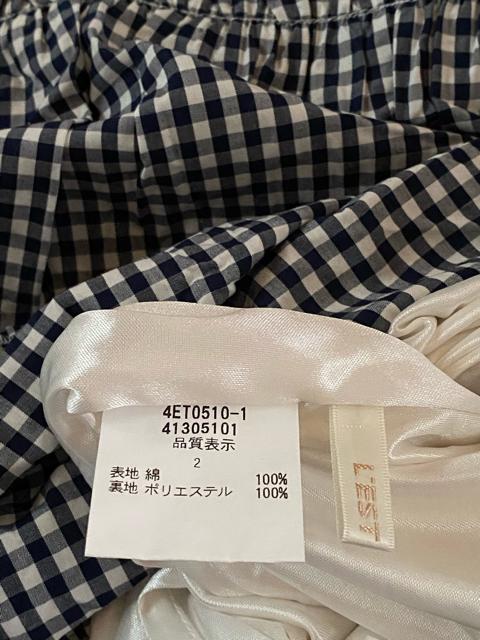 4ET0510-1
41305101
品質表示
2
表地 綿 100%
裏地 ポリエステル 100%
L'EST